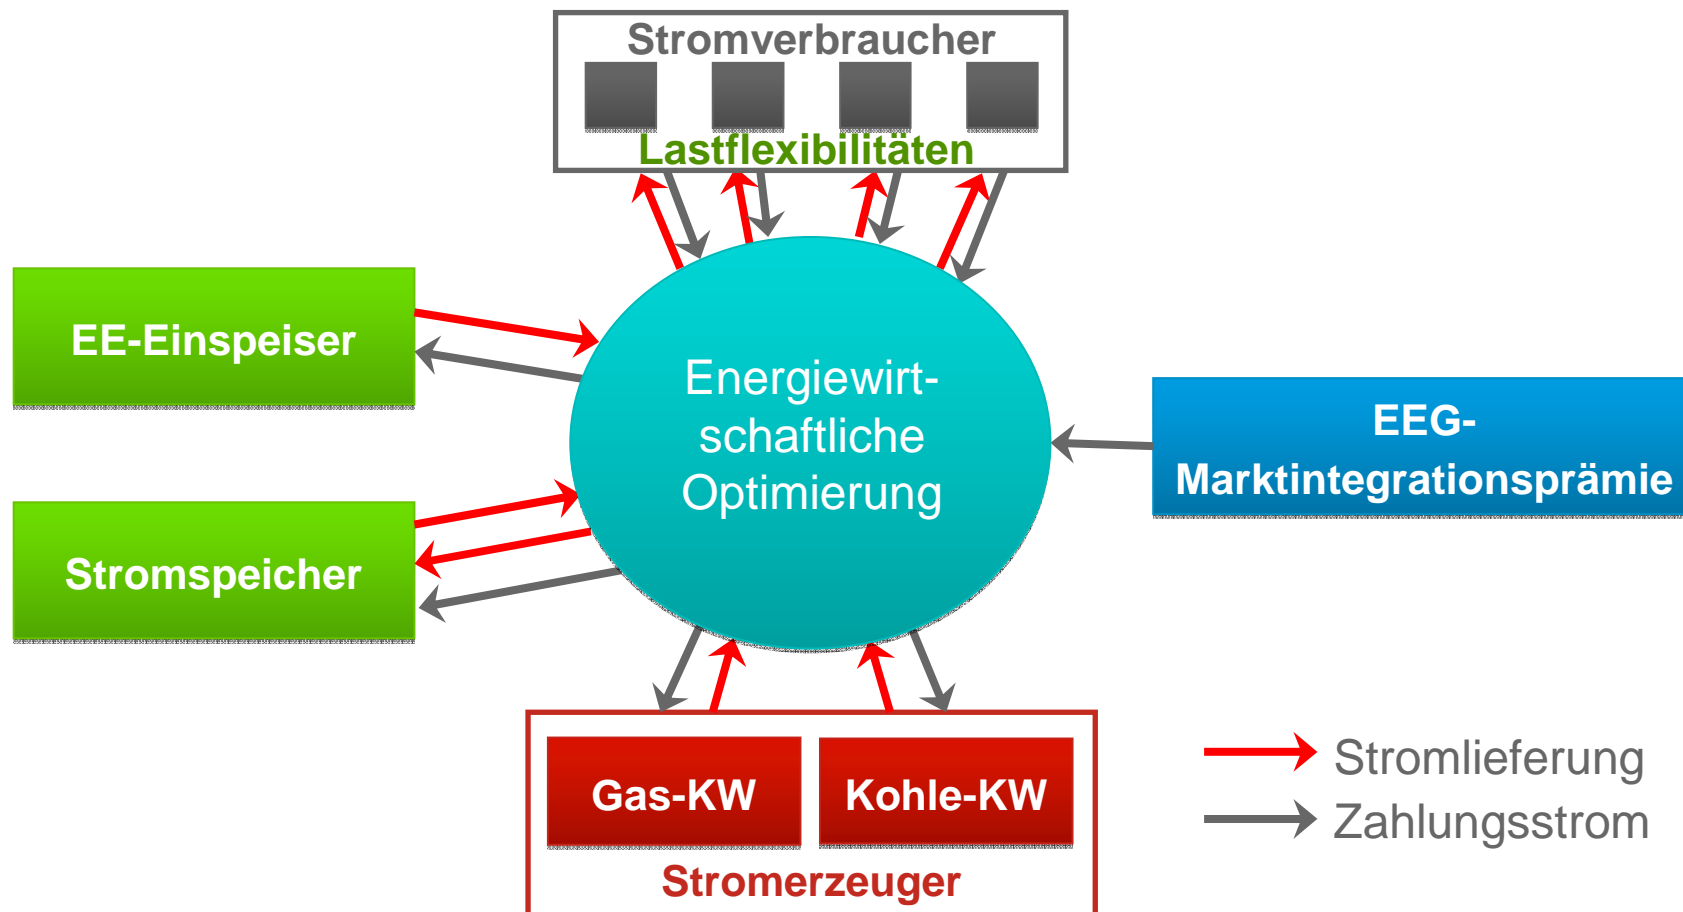 Stromverbraucher
Lastflexibilitäten
EE-Einspeiser
Energiewirt-
schaftliche
Optimierung
EEG-
Marktintegrationsprämie
Stromspeicher
Gas-KW
Kohle-KW
Stromerzeuger
Stromlieferung
Zahlungsstrom